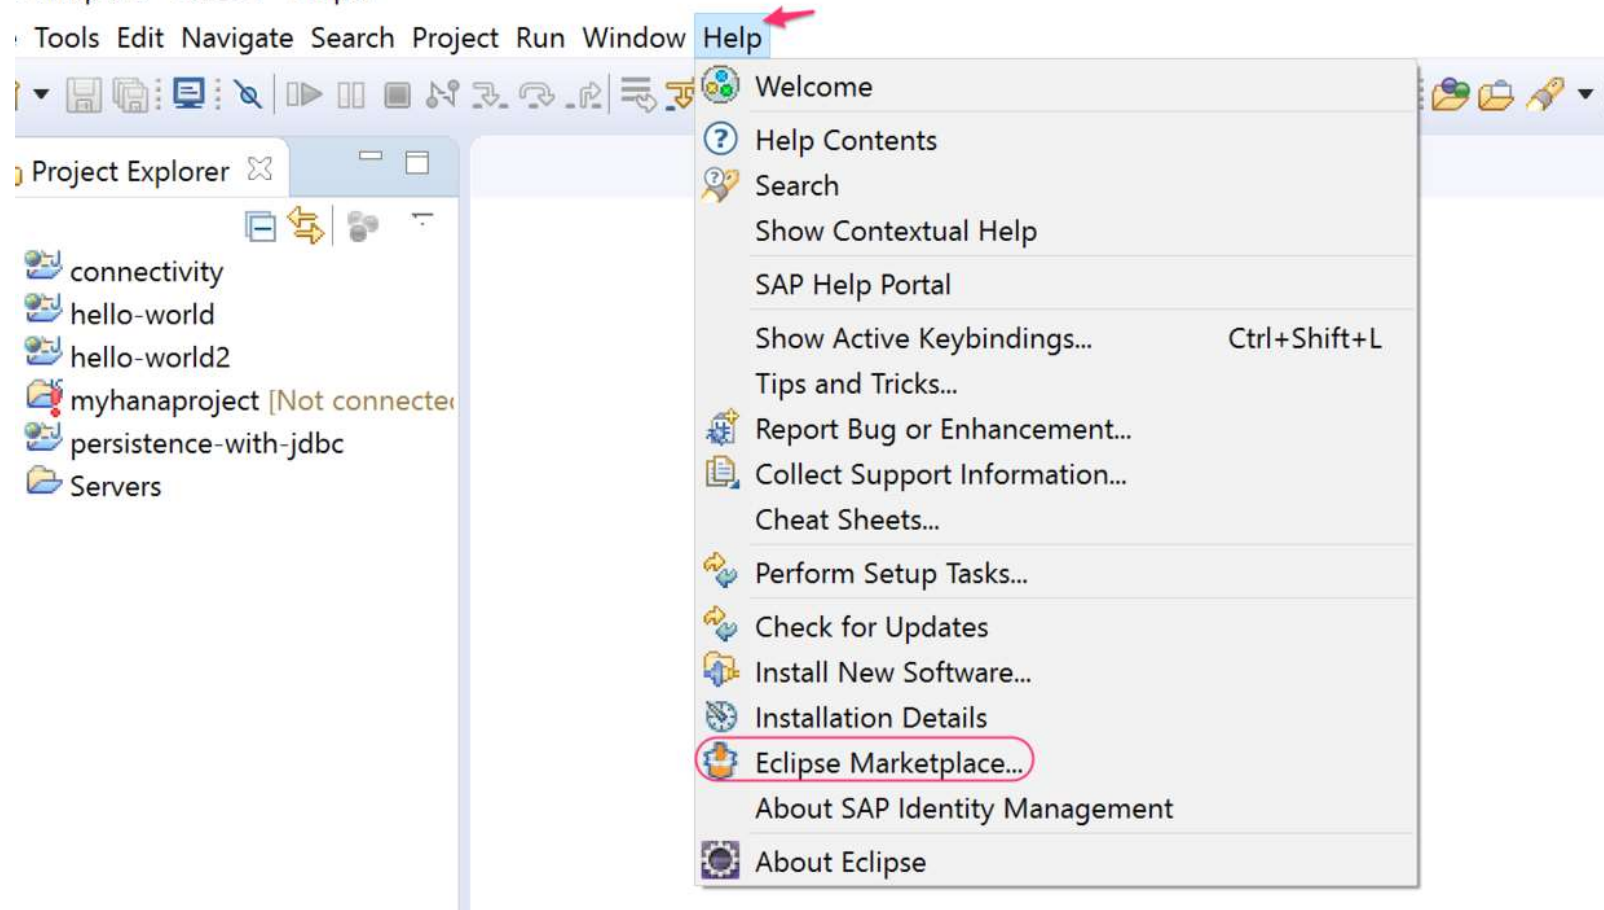 Tools Edit Navigate Search Project Run Window Help
Project Explorer
connectivity
hello-world
hello-world2
myhanaproject [Not connected
persistence-with-jdbc
Servers
Welcome
Help Contents
Search
Show Contextual Help
SAP Help Portal
Show Active Keybindings... Ctrl+Shift+L
Tips and Tricks...
Report Bug or Enhancement...
Collect Support Information...
Cheat Sheets...
Perform Setup Tasks...
Check for Updates
Install New Software...
Installation Details
Eclipse Marketplace...
About SAP Identity Management
About Eclipse